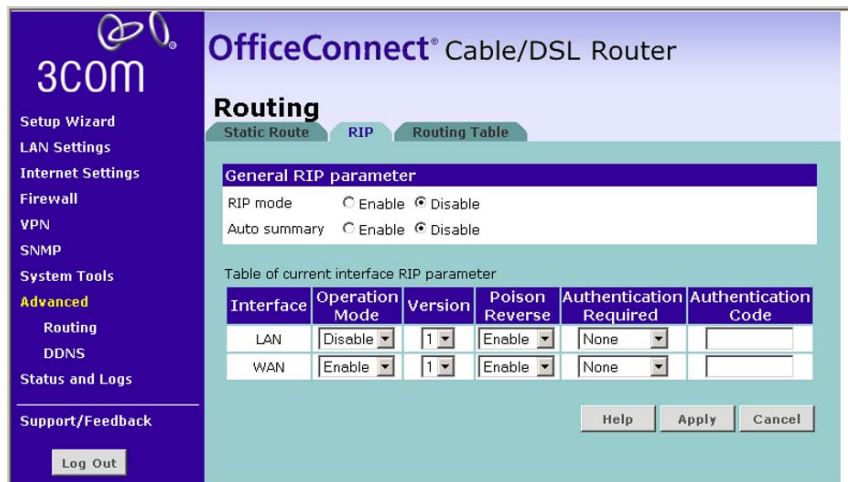 3COM
OfficeConnect® Cable/DSL Router
Setup Wizard
LAN Settings
Internet Settings
Firewall
VPN
SNMP
System Tools
Advanced
Routing
DDNS
Status and Logs
Support/Feedback
Log Out
Routing
Static Route RIP Routing Table
General RIP parameter
RIP mode Enable Disable
Auto summary Enable Disable
Table of current interface RIP parameter
Interface Operation Mode Version Poison Reverse Authentication Required Authentication Code
LAN Disable 1 Enable None
WAN Enable 1 Enable None
Help Apply Cancel